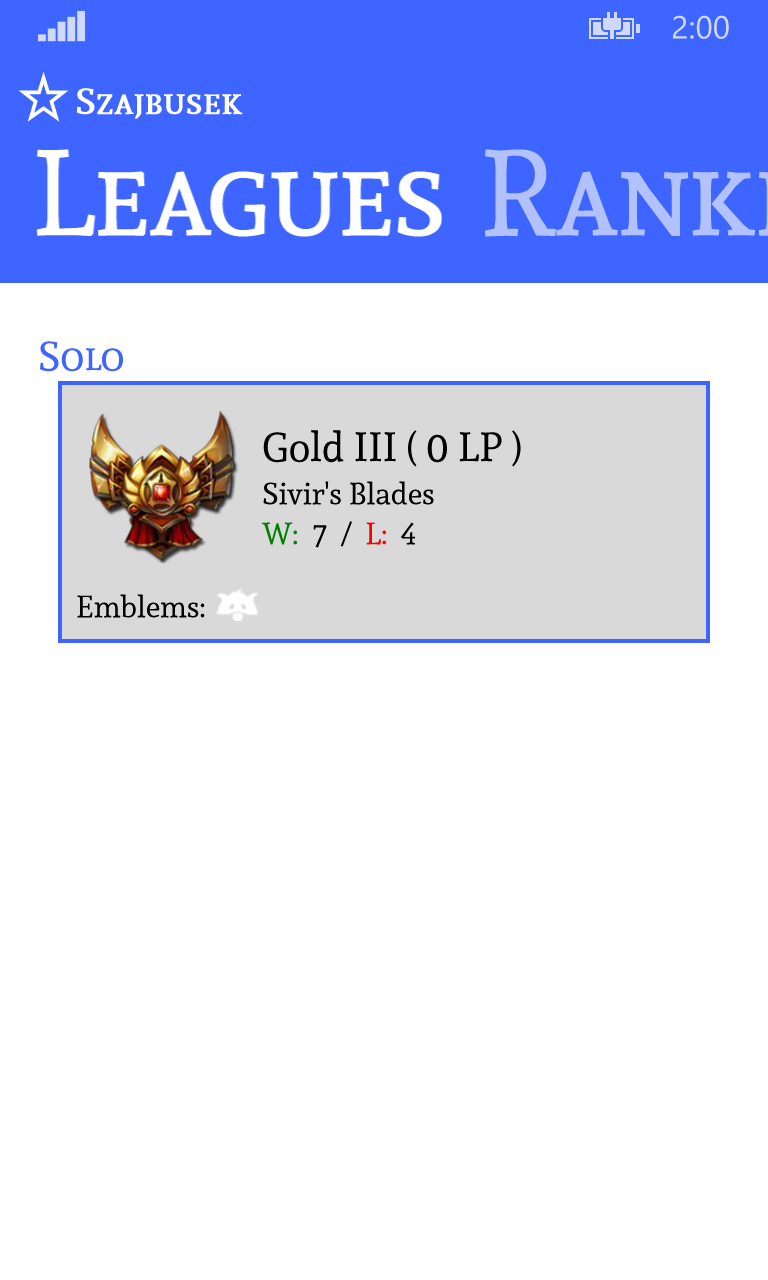 2:00
Szajbusek
Leagues Ranki
Solo
Gold III ( 0 LP )
Sivir's Blades
W: 7 / L: 4
Emblems: